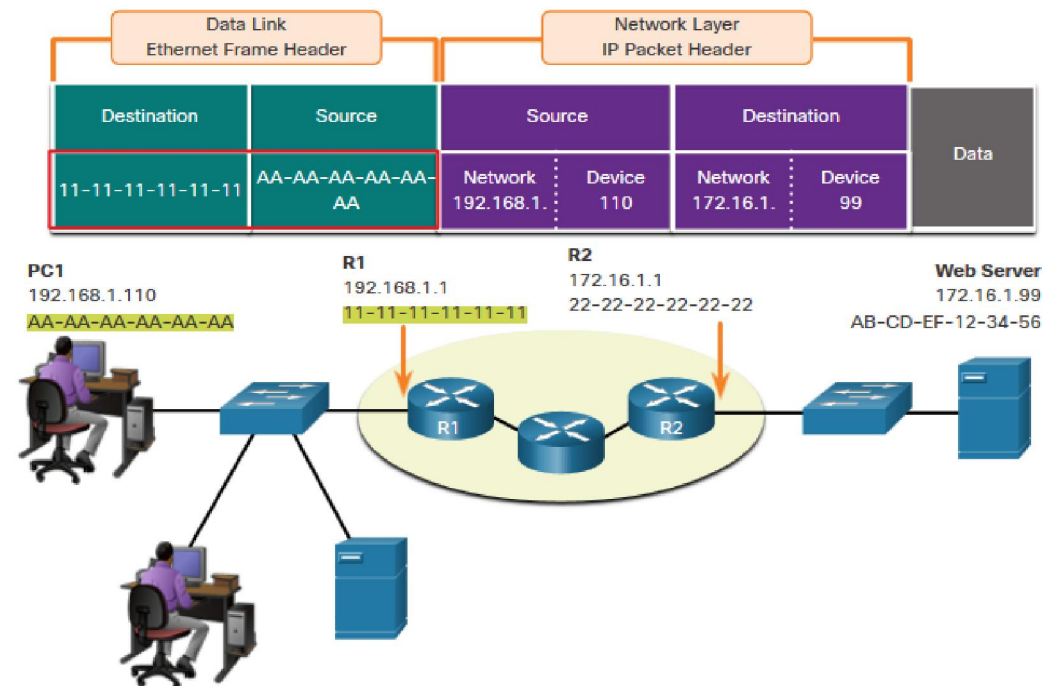 Data Link
Ethernet Frame Header
Network Layer
IP Packet Header
Destination
Source
Source
Destination
Data
11-11-11-11-11-11
AA-AA-AA-AA-AA-
AA
Network
192.168.1.
Device
110
Network
172.16.1.
Device
99
PC1
192.168.1.110
AA-AA-AA-AA-AA-AA
R1
192.168.1.1
11-11-11-11-11-11
R2
172.16.1.1
22-22-22-22-22-22
Web Server
172.16.1.99
AB-CD-EF-12-34-56
R1
R2